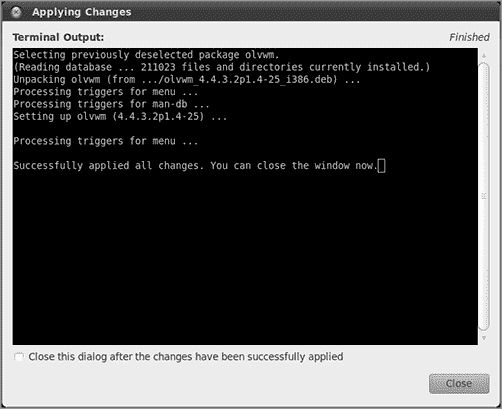 Applying Changes
Terminal Output: Finished
Selecting previously deselected package olvwm.
(Reading database ... 211023 files and directories currently installed.)
Unpacking olvwm (from .../olvwm_4.4.3.2p1.4-25_i386.deb) ...
Processing triggers for menu ...
Processing triggers for man-db ...
Setting up olvwm (4.4.3.2p1.4-25) ...
Processing triggers for menu ...
Successfully applied all changes. You can close the window now.
Close this dialog after the changes have been successfully applied
Close